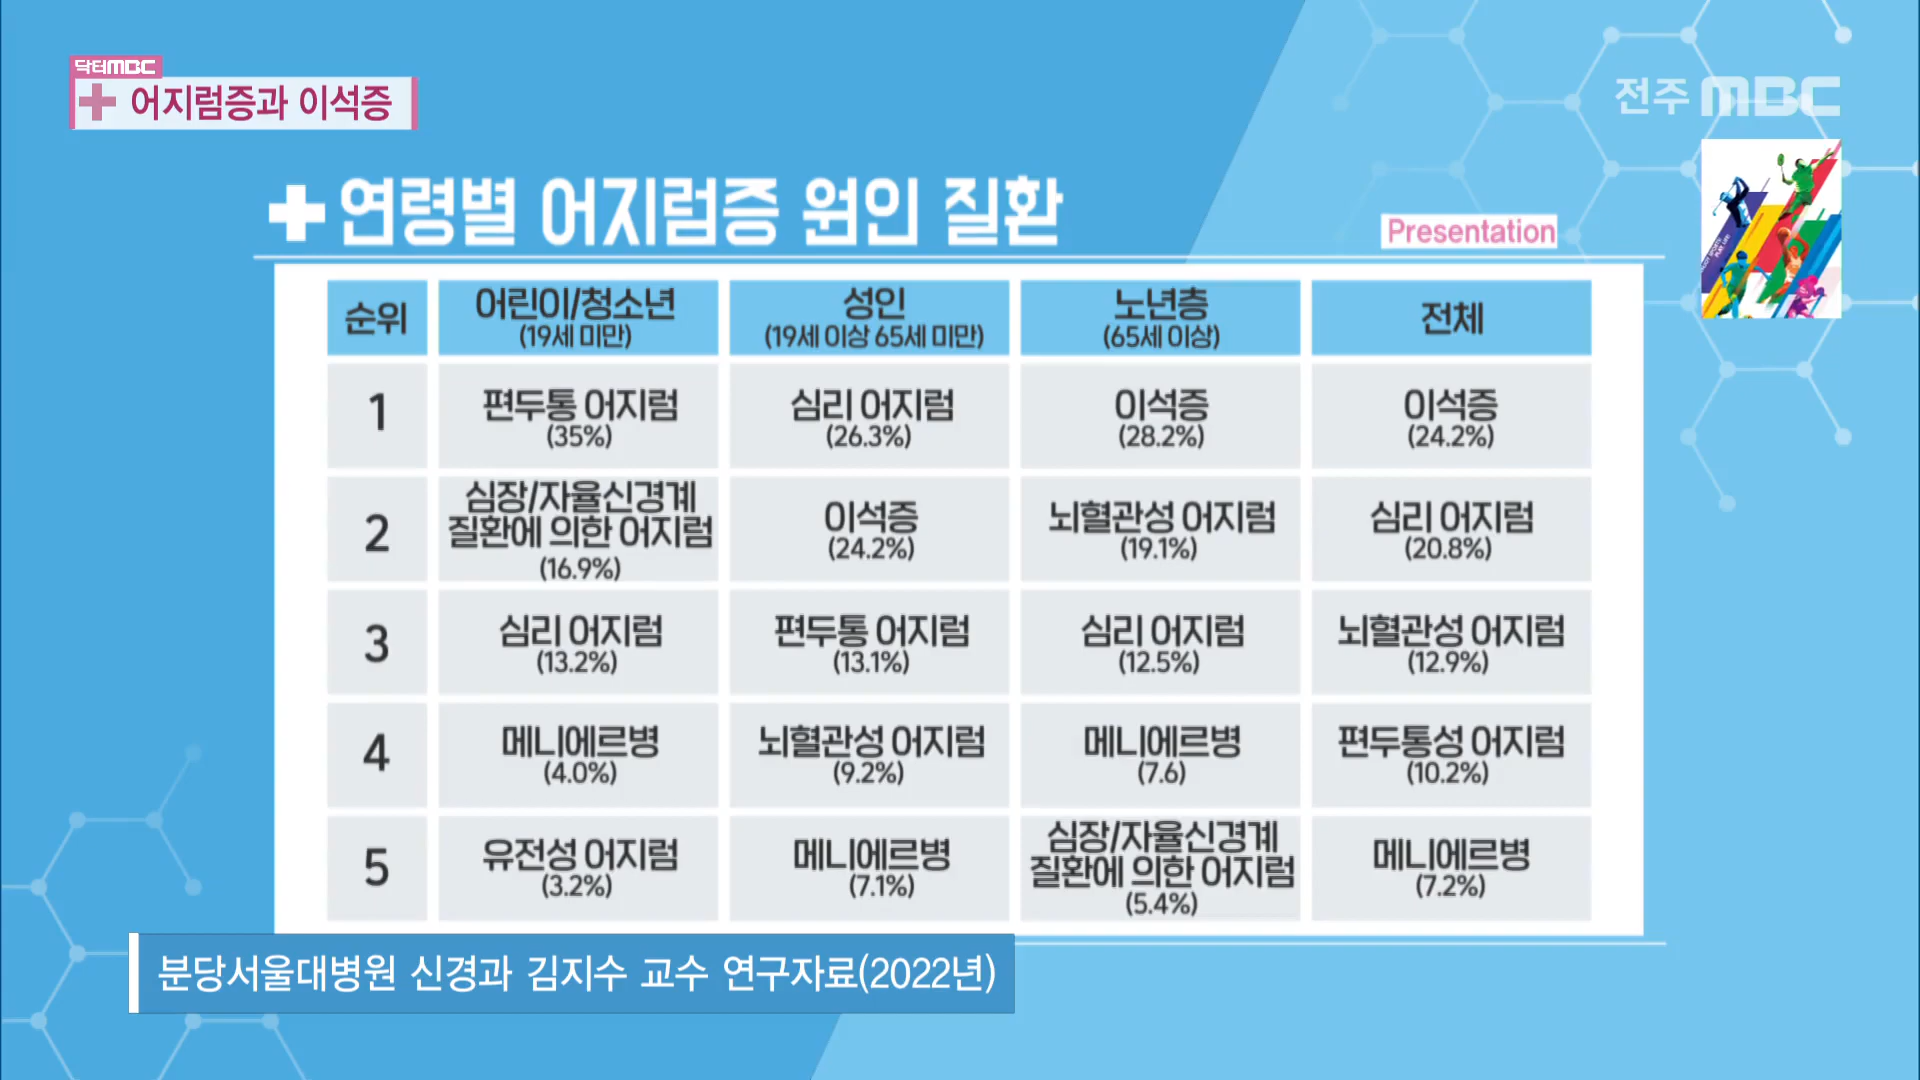 닥터MBC
어지럼증과 이석증
전주 MBC
연령별 어지럼증 원인 질환
Presentation
순위
어린이/청소년
(19세 미만)
성인
(19세 이상 65세 미만)
노년층
(65세 이상)
전체
1
편두통 어지럼
(35%)
심리 어지럼
(26.3%)
이석증
(28.2%)
이석증
(24.2%)
2
심장/자율신경계
질환에 의한 어지럼
(16.9%)
이석증
(24.2%)
뇌혈관성 어지럼
(19.1%)
심리 어지럼
(20.8%)
3
심리 어지럼
(13.2%)
편두통 어지럼
(13.1%)
심리 어지럼
(12.5%)
뇌혈관성 어지럼
(12.9%)
4
메니에르병
(4.0%)
뇌혈관성 어지럼
(9.2%)
메니에르병
(7.6)
편두통성 어지럼
(10.2%)
5
유전성 어지럼
(3.2%)
메니에르병
(7.1%)
심장/자율신경계
질환에 의한 어지럼
(5.4%)
메니에르병
(7.2%)
분당서울대병원 신경과 김지수 교수 연구자료(2022년)